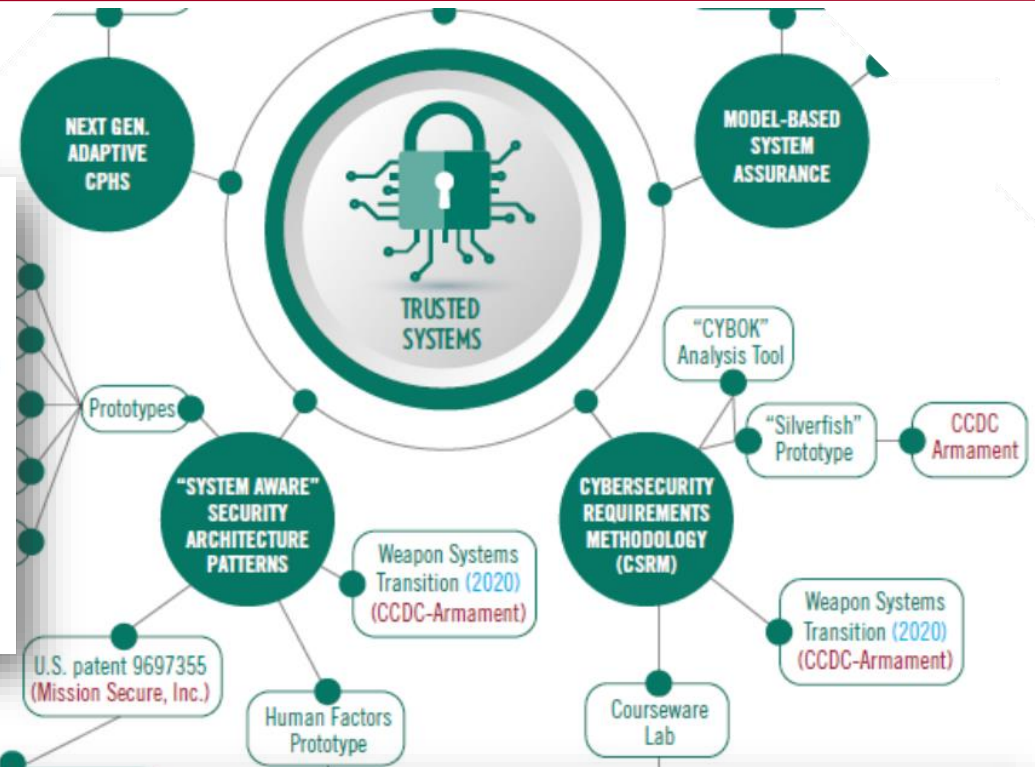 NEXT GEN.
ADAPTIVE
CPHS
MODEL-BASED
SYSTEM
ASSURANCE
TRUSTED
SYSTEMS
“CYBOK”
Analysis Tool
“Silverfish”
Prototype
CCDC
Armament
Prototypes
“SYSTEM AWARE”
SECURITY
ARCHITECTURE
PATTERNS
CYBERSECURITY
REQUIREMENTS
METHODOLOGY
(CSRM)
Weapon Systems
Transition (2020)
(CCDC-Armament)
Weapon Systems
Transition (2020)
(CCDC-Armament)
U.S. patent 9697355
(Mission Secure, Inc.)
Human Factors
Prototype
Courseware
Lab